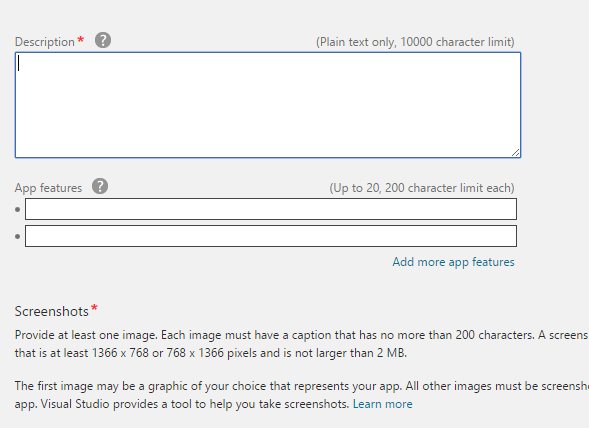 Description * ? (Plain text only, 10000 character limit)
App features ? (Up to 20, 200 character limit each)
Add more app features
Screenshots *
Provide at least one image. Each image must have a caption that has no more than 200 characters. A screens
that is at least 1366 x 768 or 768 x 1366 pixels and is not larger than 2 MB.
The first image may be a graphic of your choice that represents your app. All other images must be screensh
app. Visual Studio provides a tool to help you take screenshots. Learn more